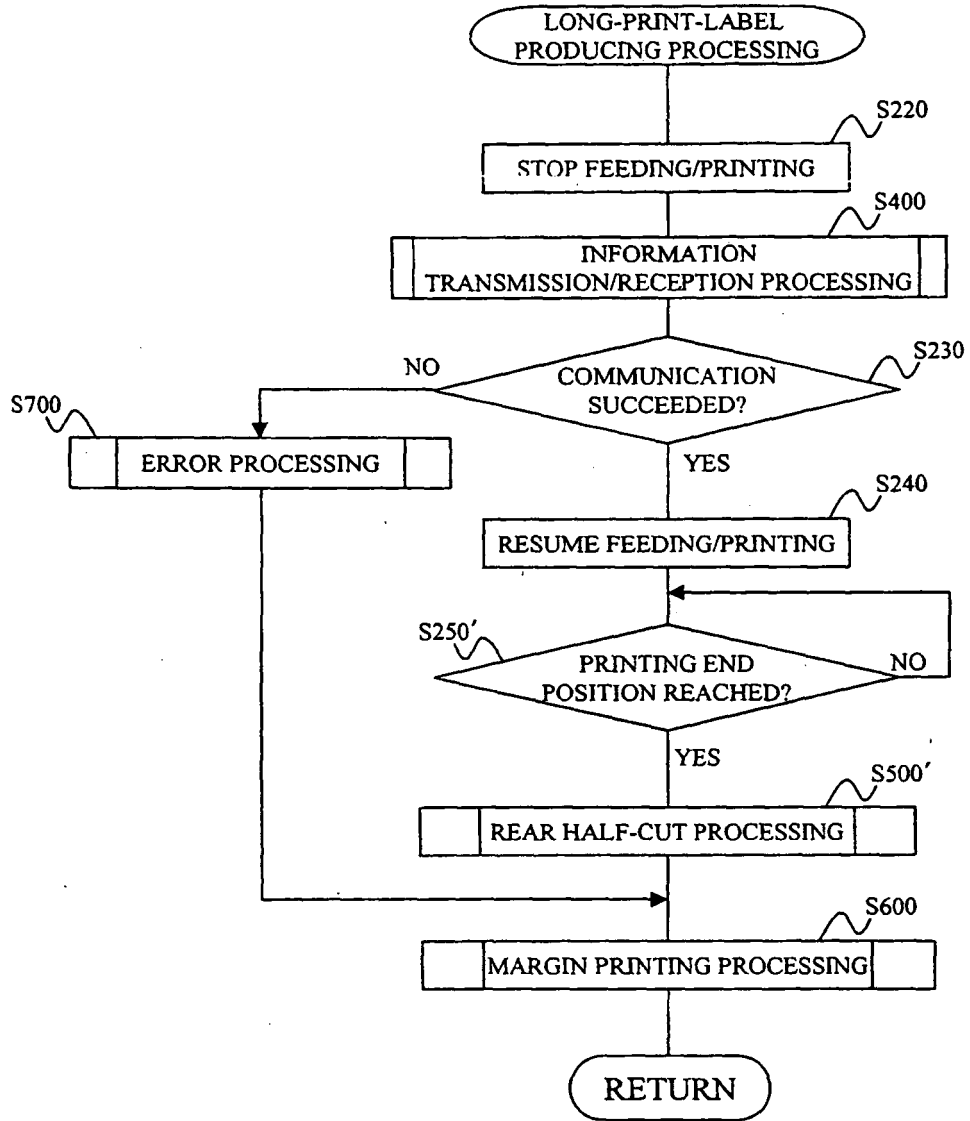 LONG-PRINT-LABEL
PRODUCING PROCESSING
S220
STOP FEEDING/PRINTING
S400
INFORMATION
TRANSMISSION/RECEPTION PROCESSING
S230
NO
COMMUNICATION
SUCCEEDED?
S700
ERROR PROCESSING
YES
S240
RESUME FEEDING/PRINTING
S250′
PRINTING END
POSITION REACHED?
NO
YES
S500′
REAR HALF-CUT PROCESSING
S600
MARGIN PRINTING PROCESSING
RETURN